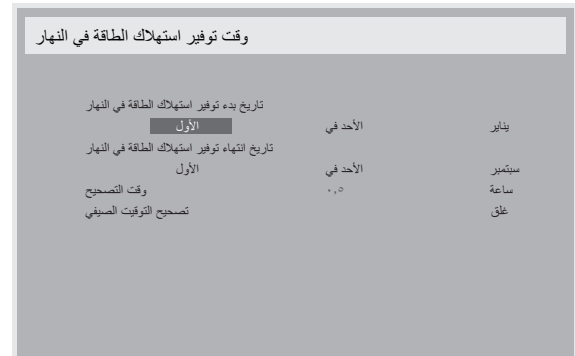 وقت توفير استهلاك الطاقة في النهار
تاريخ بدء توفير استهلاك الطاقة في النهار
الأول الأحد في يناير
تاريخ انتهاء توفير استهلاك الطاقة في النهار
الأول الأحد في سبتمبر
وقت التصحيح ٠,٥ ساعة
تصحيح التوقيت الصيفي غلق